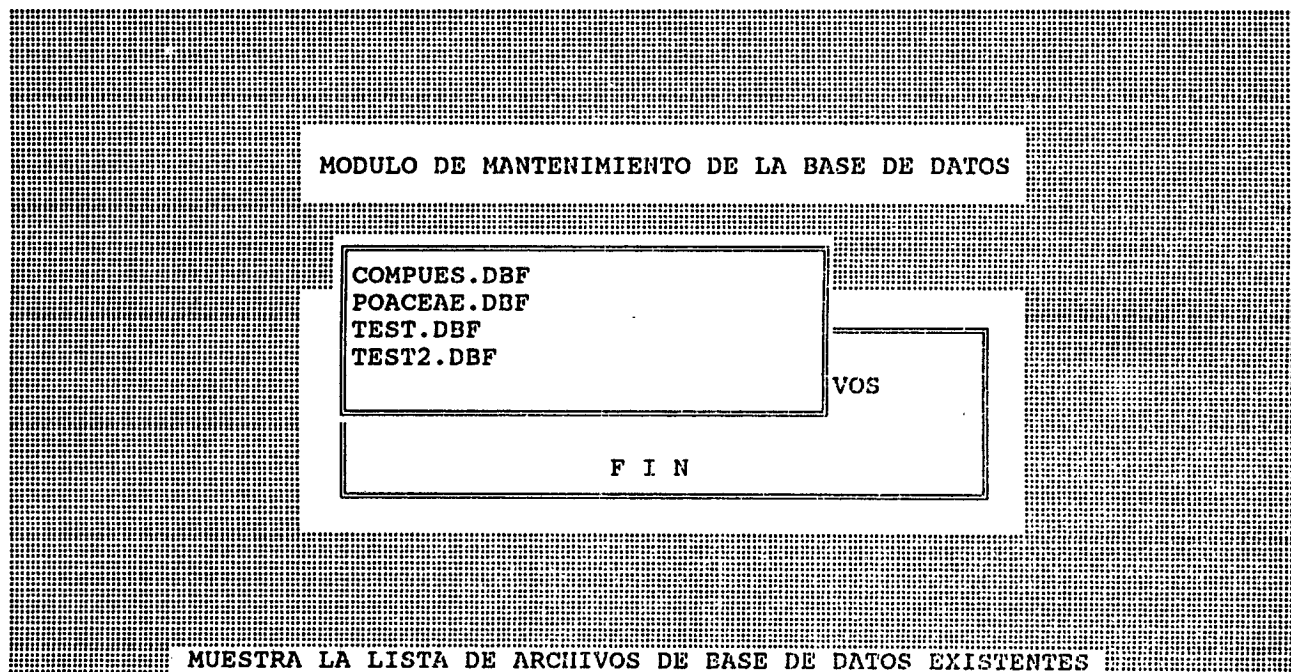 MODULO DE MANTENIMIENTO DE LA BASE DE DATOS
COMPUES.DBF
POACEAE.DBF
TEST.DBF
TEST2.DBF
VOS
F I N
MUESTRA LA LISTA DE ARCHIVOS DE BASE DE DATOS EXISTENTES